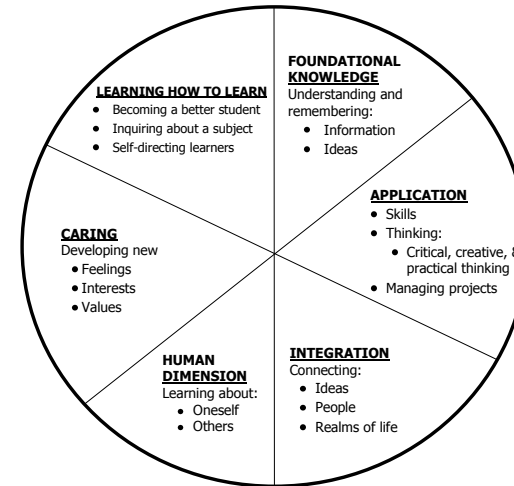 FOUNDATIONAL
KNOWLEDGE
Understanding and
remembering:
• Information
• Ideas
APPLICATION
• Skills
• Thinking:
• Critical, creative, &
practical thinking
• Managing projects
INTEGRATION
Connecting:
• Ideas
• People
• Realms of life
HUMAN
DIMENSION
Learning about:
• Oneself
• Others
CARING
Developing new
• Feelings
• Interests
• Values
LEARNING HOW TO LEARN
• Becoming a better student
• Inquiring about a subject
• Self-directing learners